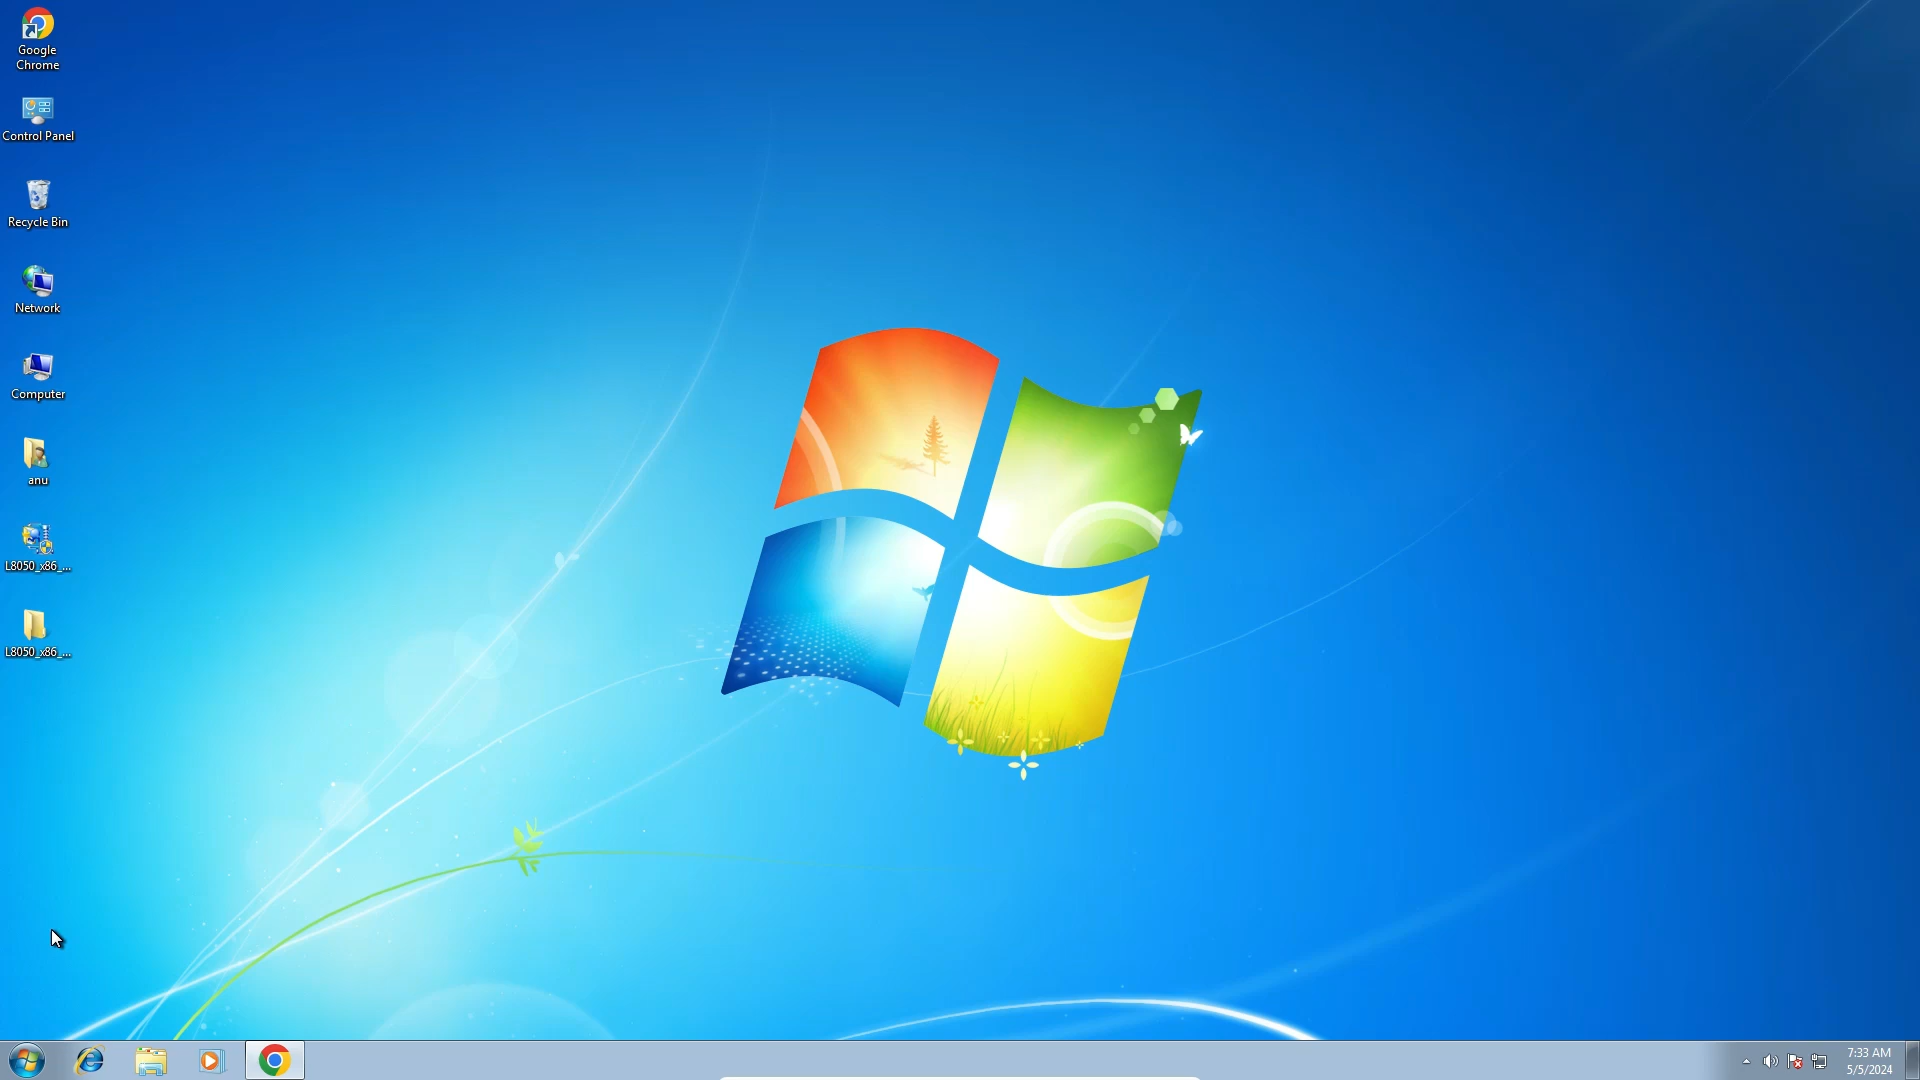 Google
Chrome
Control Panel
Recycle Bin
Network
Computer
anu
L8050_x86_...
L8050_x86_...
7:33 AM
5/5/2024